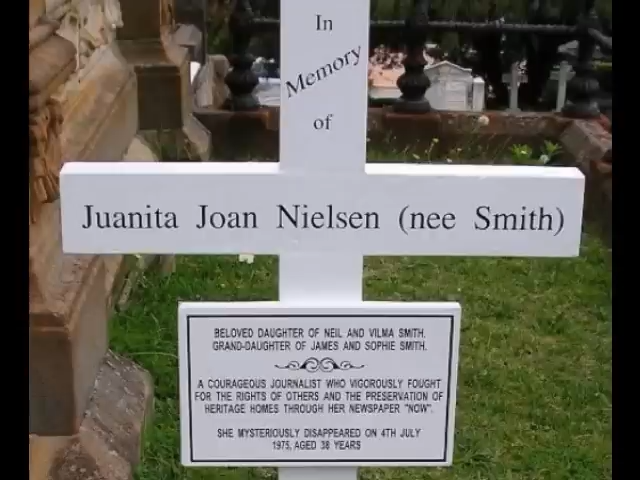 In
Memory
of
Juanita Joan Nielsen (nee Smith)
BELOVED DAUGHTER OF NEIL AND VILMA SMITH,
GRAND-DAUGHTER OF JAMES AND SOPHIE SMITH.
A COURAGEOUS JOURNALIST WHO VIGOROUSLY FOUGHT
FOR THE RIGHTS OF OTHERS AND THE PRESERVATION OF
HERITAGE HOMES THROUGH HER NEWSPAPER "NOW".
SHE MYSTERIOUSLY DISAPPEARED ON 4TH JULY
1975, AGED 38 YEARS